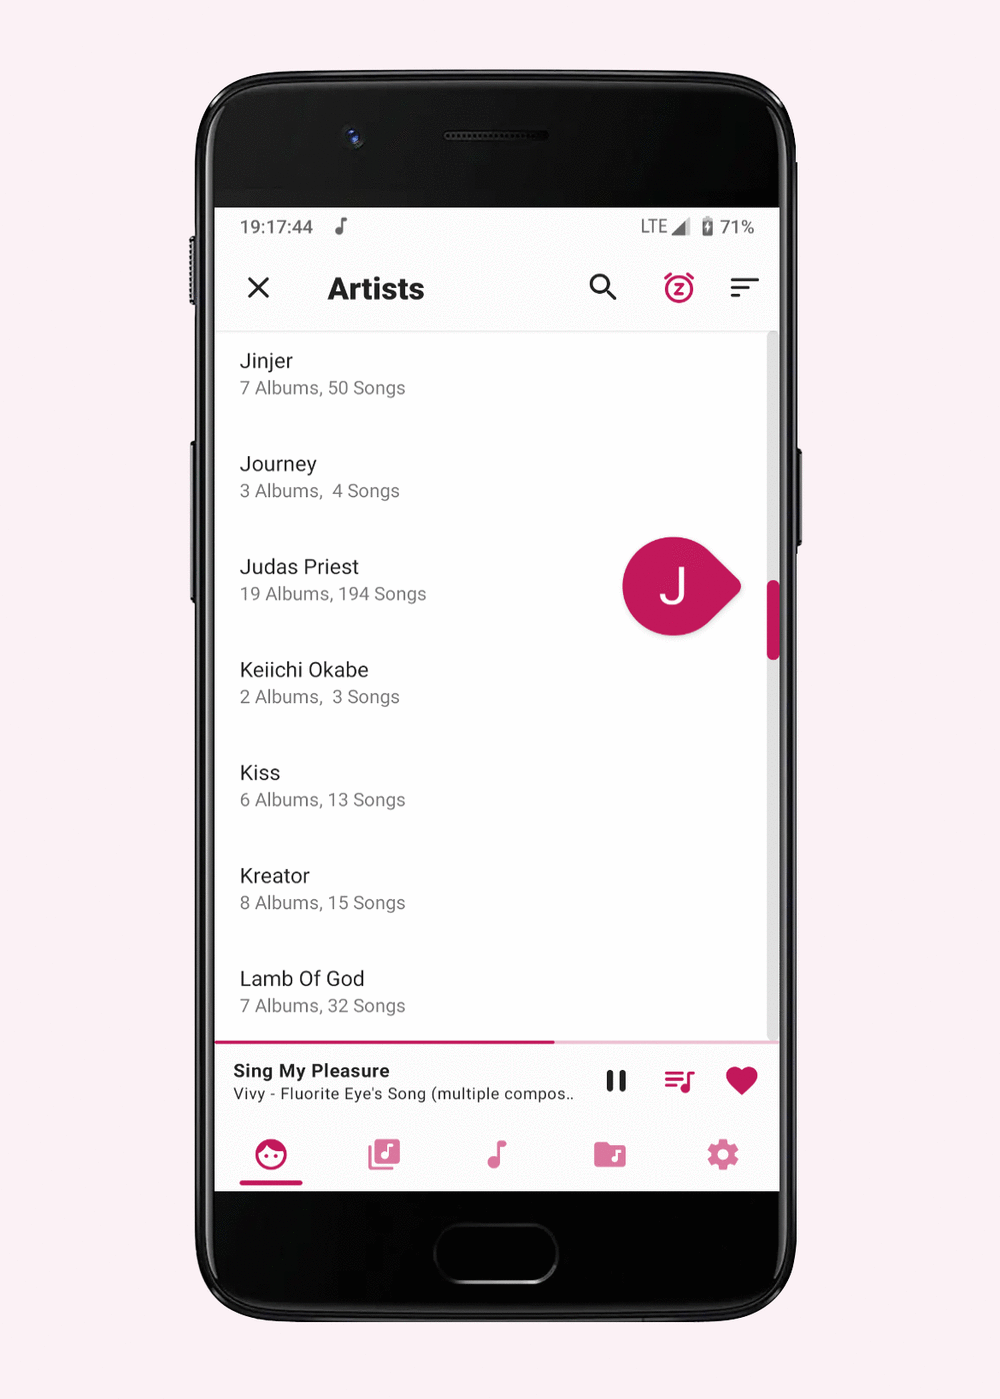 19:17:44
LTE 71%
Artists
Z
Jinjer
7 Albums, 50 Songs
Journey
3 Albums,  4 Songs
Judas Priest
19 Albums, 194 Songs
J
Keiichi Okabe
2 Albums,  3 Songs
Kiss
6 Albums, 13 Songs
Kreator
8 Albums, 15 Songs
Lamb Of God
7 Albums, 32 Songs
Sing My Pleasure
Vivy - Fluorite Eye's Song (multiple compos..